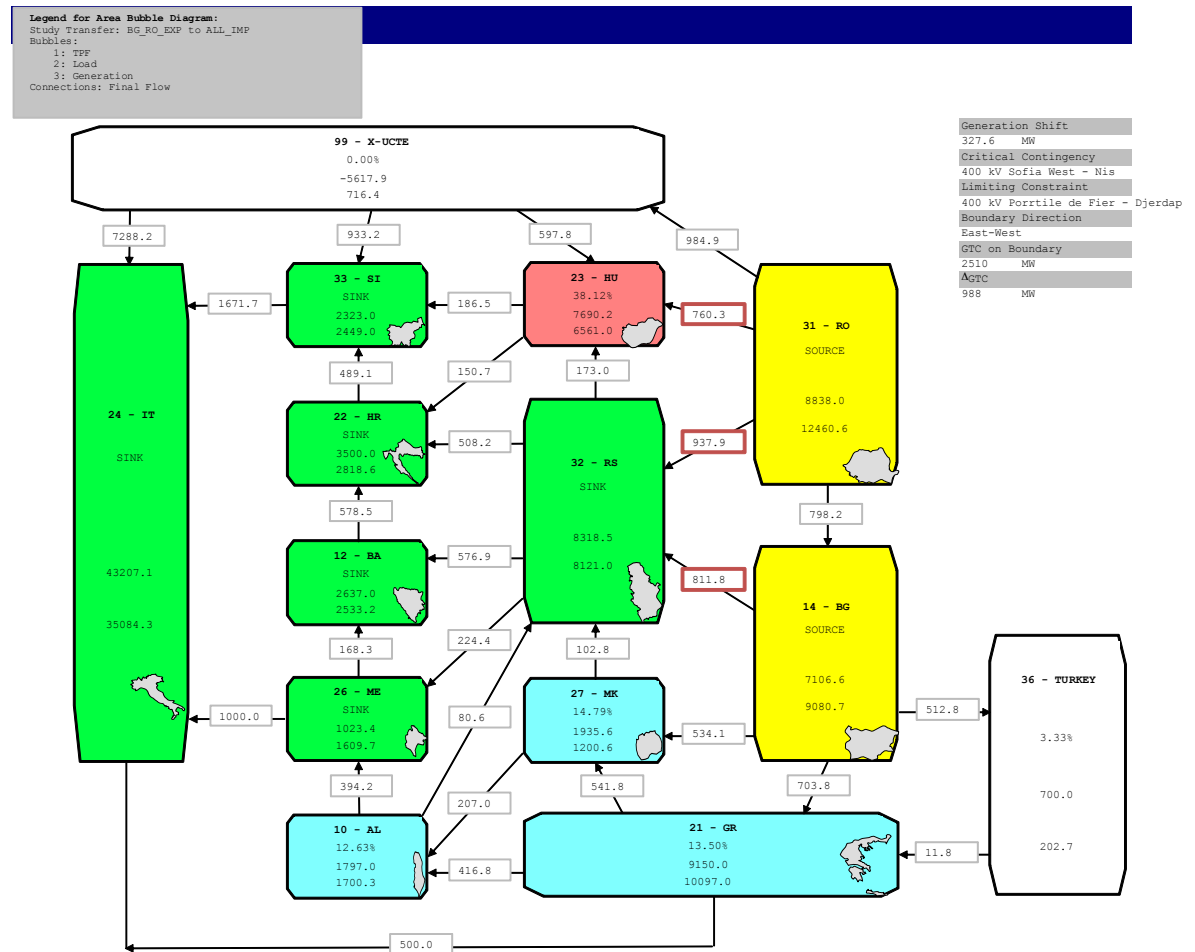 Legend for Area Bubble Diagram:
Study Transfer: BG_RO_EXP to ALL_IMP
Bubbles:
1: TPF
2: Load
3: Generation
Connections: Final Flow
99 - X-UCTE
0.00%
-5617.9
716.4
Generation Shift
327.6 MW
Critical Contingency
400 kV Sofia West - Nis
Limiting Constraint
400 kV Porrtile de Fier - Djerdap
Boundary Direction
East-West
GTC on Boundary
2510 MW
ΔGTC
988 MW
7288.2
933.2
597.8
984.9
33 - SI
SINK
2323.0
2449.0
23 - HU
38.12%
7690.2
6561.0
1671.7
186.5
760.3
31 - RO
SOURCE
8838.0
12460.6
489.1
150.7
173.0
24 - IT
SINK
43207.1
35084.3
22 - HR
SINK
3500.0
2818.6
508.2
937.9
32 - RS
SINK
8318.5
8121.0
578.5
798.2
12 - BA
SINK
2637.0
2533.2
576.9
811.8
14 - BG
SOURCE
7106.6
9080.7
168.3
224.4
102.8
26 - ME
SINK
1023.4
1609.7
80.6
27 - MK
14.79%
1935.6
1200.6
1000.0
534.1
512.8
36 - TURKEY
3.33%
700.0
202.7
394.2
207.0
541.8
703.8
10 - AL
12.63%
1797.0
1700.3
416.8
21 - GR
13.50%
9150.0
10097.0
11.8
500.0